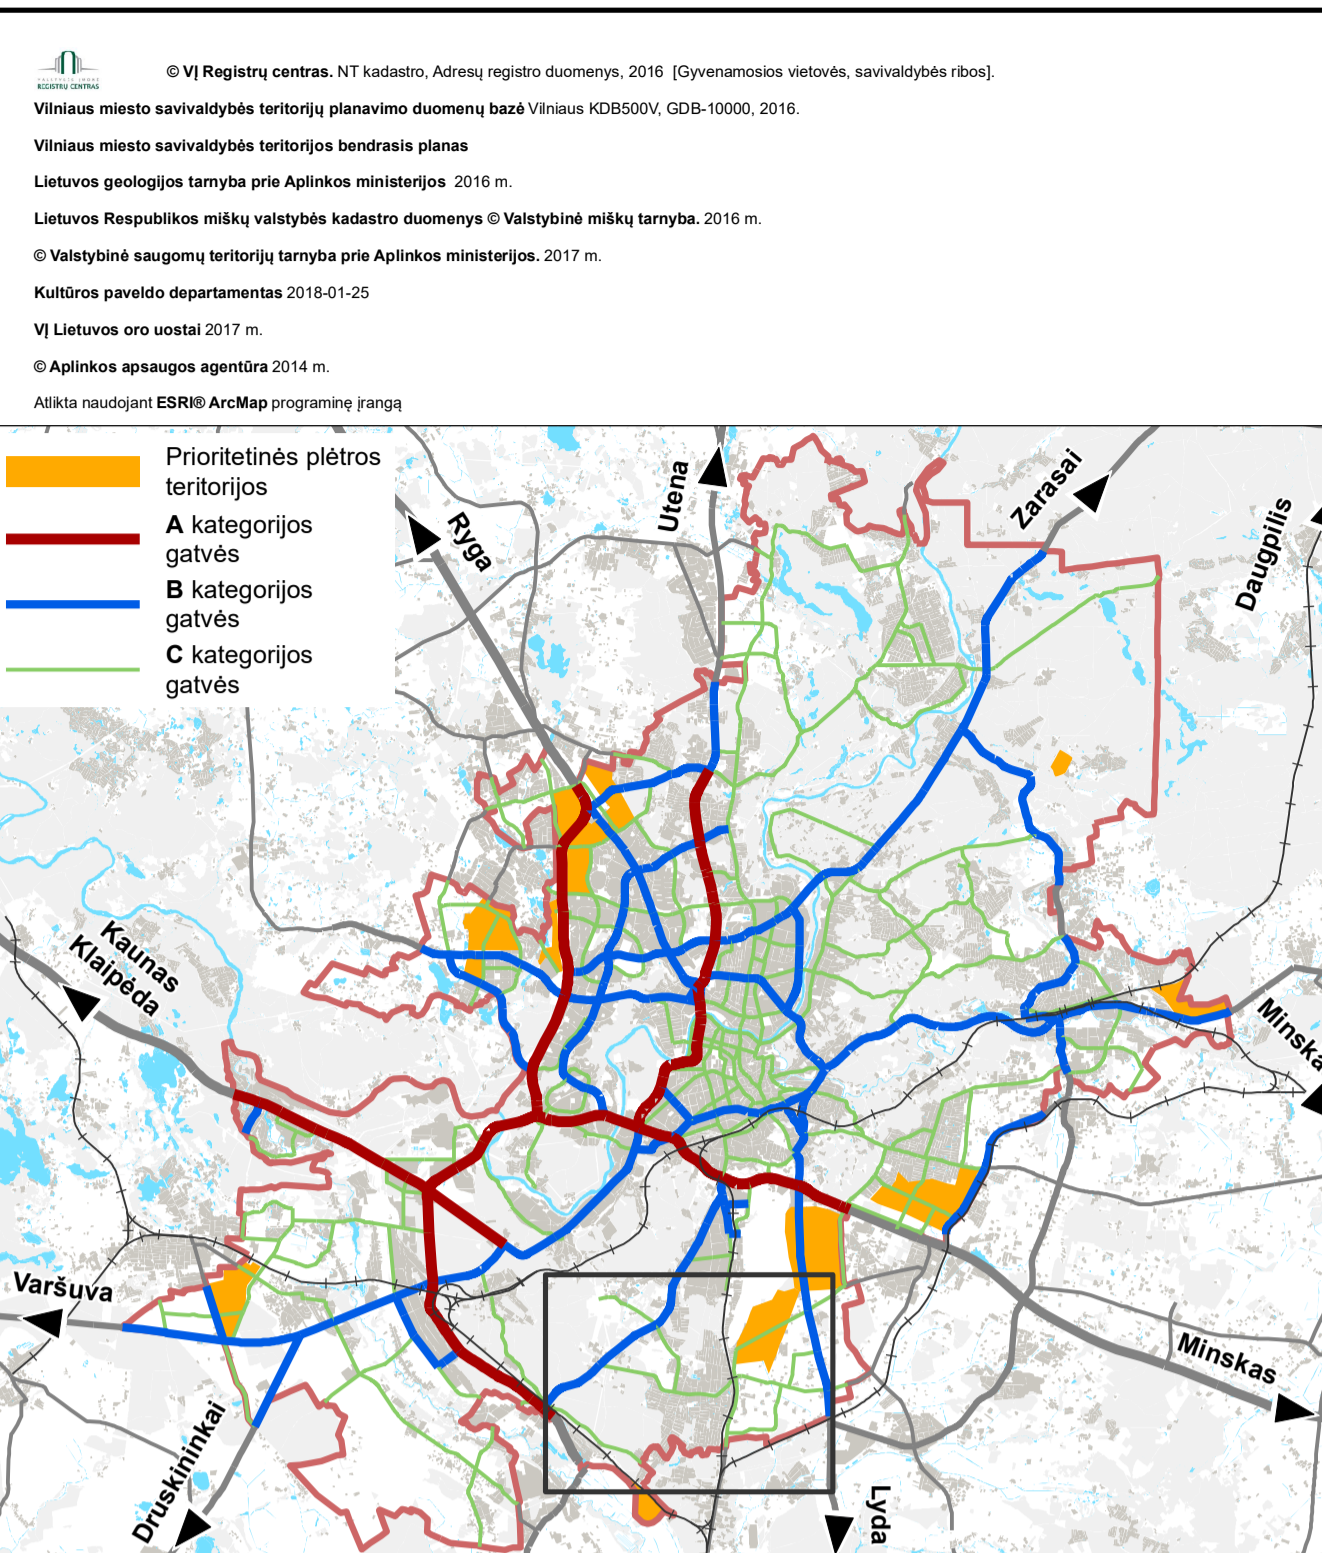 VALSTYBĖS ĮMONĖ
REGISTRŲ CENTRAS
© VĮ Registrų centras. NT kadastro, Adresų registro duomenys, 2016 [Gyvenamosios vietovės, savivaldybės ribos].
Vilniaus miesto savivaldybės teritorijų planavimo duomenų bazė Vilniaus KDB500V, GDB-10000, 2016.
Vilniaus miesto savivaldybės teritorijos bendrasis planas
Lietuvos geologijos tarnyba prie Aplinkos ministerijos 2016 m.
Lietuvos Respublikos miškų valstybės kadastro duomenys © Valstybinė miškų tarnyba. 2016 m.
© Valstybinė saugomų teritorijų tarnyba prie Aplinkos ministerijos. 2017 m.
Kultūros paveldo departamentas 2018-01-25
VĮ Lietuvos oro uostai 2017 m.
© Aplinkos apsaugos agentūra 2014 m.
Atlikta naudojant ESRI® ArcMap programinę įrangą
Prioritetinės plėtros
teritorijos
A kategorijos
gatvės
B kategorijos
gatvės
C kategorijos
gatvės
Ryga
Utena
Zarasai
Daugpilis
Kaunas
Klaipėda
Minskas
Varšuva
Minskas
Druskininkai
Lyda